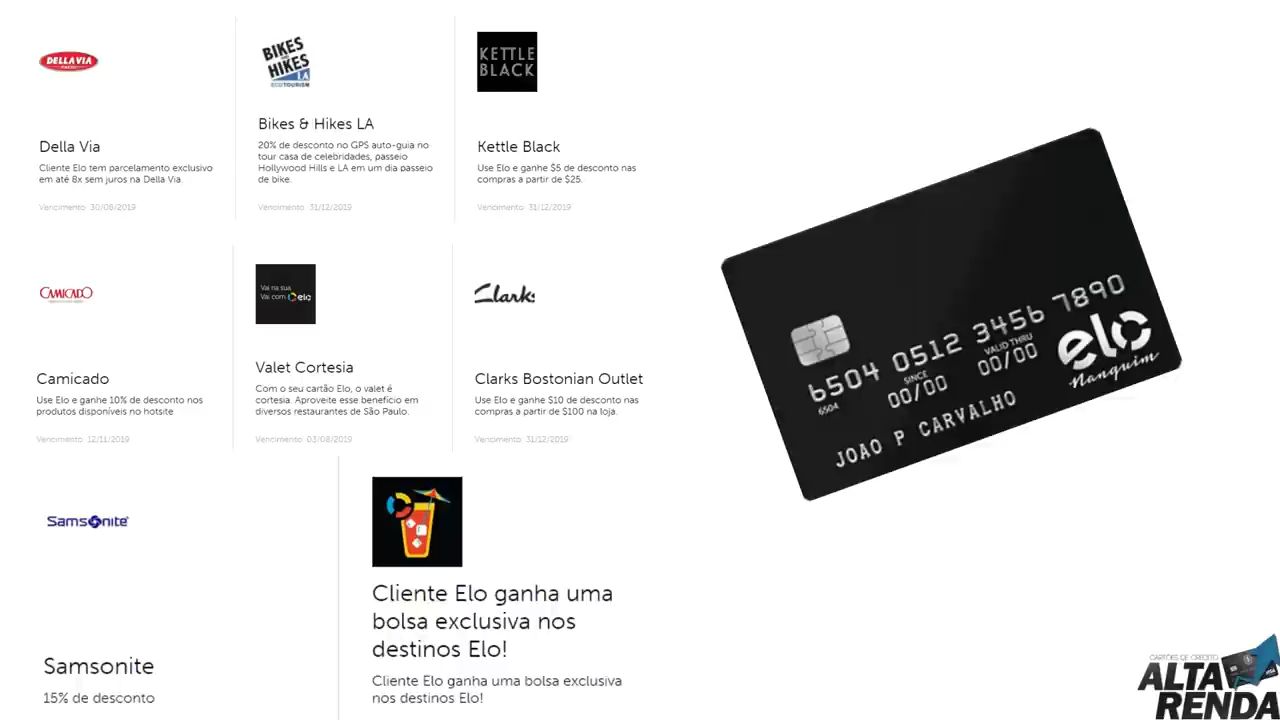 DELLA VIA
PNEUS
BIKES
HIKES
LA
ECOTOURISM
KETTLE
BLACK
Della Via
Cliente Elo tem parcelamento exclusivo
em até 8x sem juros na Della Via.
Vencimento: 30/06/2019
Bikes & Hikes LA
20% de desconto no GPS auto-guia no
tour casa de celebridades, passeio
Hollywood Hills e LA em um dia passeio
de bike.
Vencimento: 31/12/2019
Kettle Black
Use Elo e ganhe $5 de desconto nas
compras a partir de $25.
Vencimento: 31/12/2019
CAMICADO
Vai na sua.
Vai com elo
Clarks
Camicado
Use Elo e ganhe 10% de desconto nos
produtos disponíveis no hotsite
Vencimento: 12/11/2019
Valet Cortesia
Com o seu cartão Elo, o valet é
cortesia. Aproveite esse benefício em
diversos restaurantes de São Paulo.
Vencimento: 03/08/2019
Clarks Bostonian Outlet
Use Elo e ganhe $10 de desconto nas
compras a partir de $100 na loja.
Vencimento: 31/12/2019
Samsonite
Samsonite
15% de desconto
Cliente Elo ganha uma
bolsa exclusiva nos
destinos Elo!
Cliente Elo ganha uma bolsa exclusiva
nos destinos Elo!
6504 0512 3456 7890
6504
SINCE
00/00
VALID THRU
00/00
JOAO P CARVALHO
elo
Nanquim
CARTÕES DE CRÉDITO
ALTA
RENDA